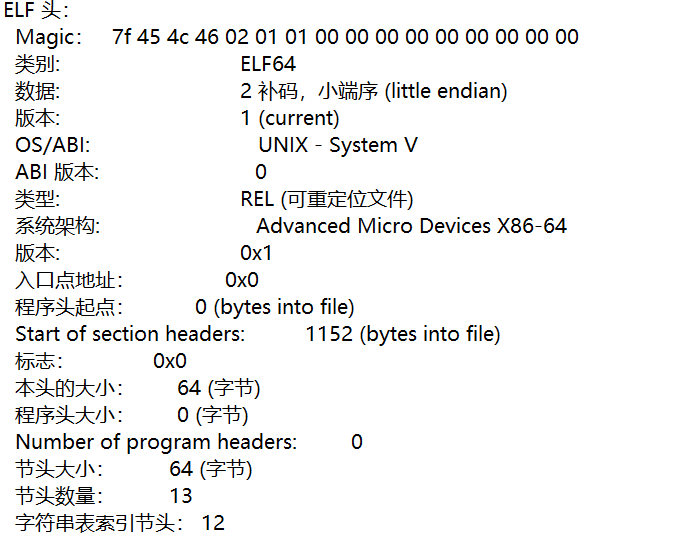 ELF 头：
Magic： 7f 45 4c 46 02 01 01 00 00 00 00 00 00 00 00 00
类别: ELF64
数据: 2 补码，小端序 (little endian)
版本: 1 (current)
OS/ABI: UNIX - System V
ABI 版本: 0
类型: REL (可重定位文件)
系统架构: Advanced Micro Devices X86-64
版本: 0x1
入口点地址： 0x0
程序头起点： 0 (bytes into file)
Start of section headers: 1152 (bytes into file)
标志： 0x0
本头的大小： 64 (字节)
程序头大小： 0 (字节)
Number of program headers: 0
节头大小： 64 (字节)
节头数量： 13
字符串表索引节头： 12